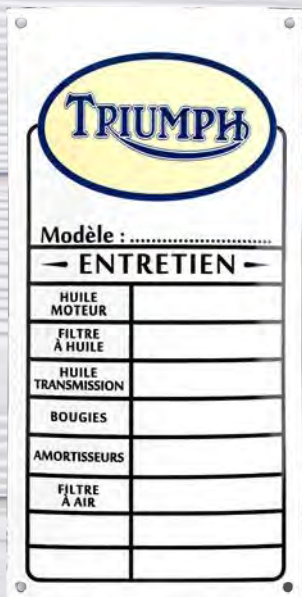 TRIUMPH
Modèle : ............................
ENTRETIEN
HUILE
MOTEUR
FILTRE
À HUILE
HUILE
TRANSMISSION
BOUGIES
AMORTISSEURS
FILTRE
À AIR